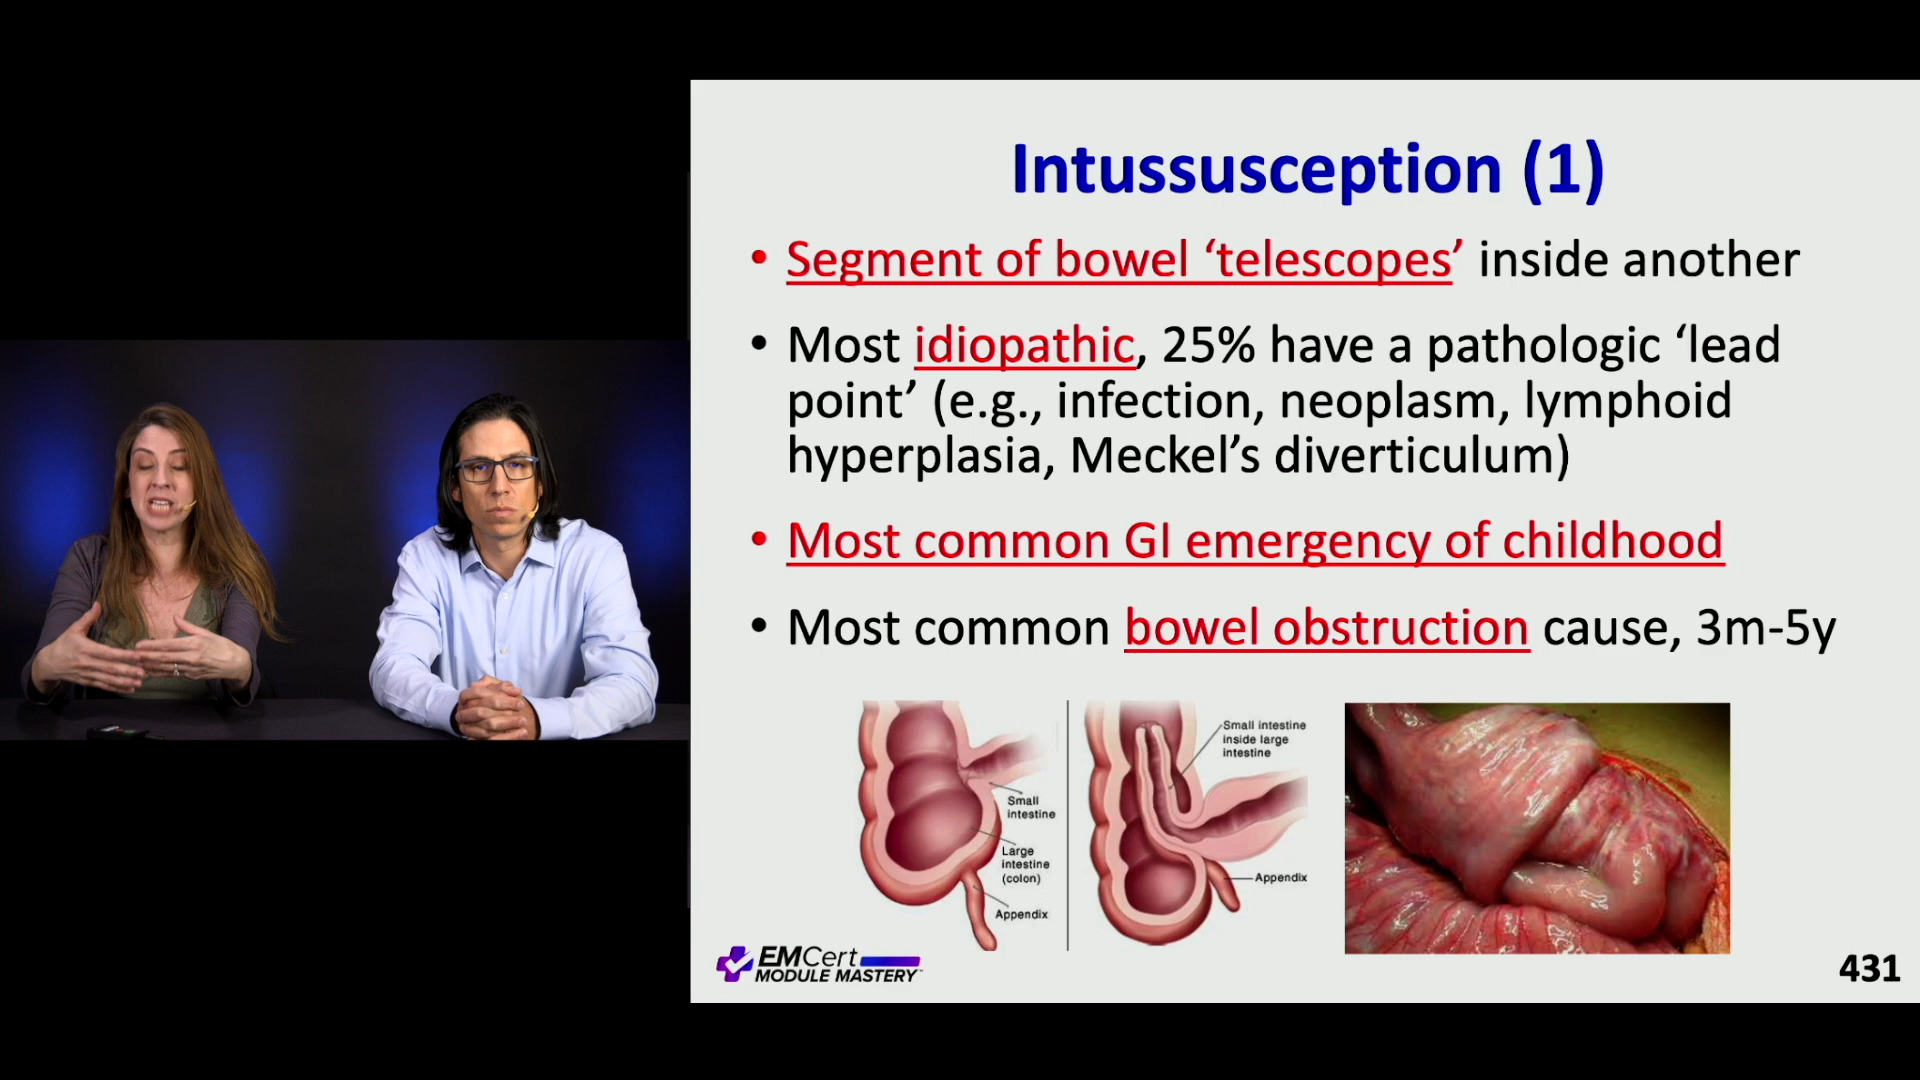 Intussusception (1)
• Segment of bowel ‘telescopes’ inside another
• Most idiopathic, 25% have a pathologic ‘lead
point’ (e.g., infection, neoplasm, lymphoid
hyperplasia, Meckel’s diverticulum)
• Most common GI emergency of childhood
• Most common bowel obstruction cause, 3m-5y
Small
intestine
Large
intestine
(colon)
Appendix
Small intestine
inside large
intestine
Appendix
EMCert
MODULE MASTERY™
431